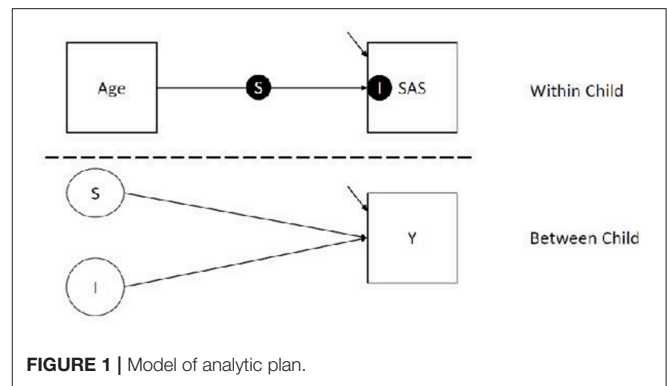 Age
S
I SAS
Within Child
S
Y
Between Child
I
FIGURE 1 | Model of analytic plan.